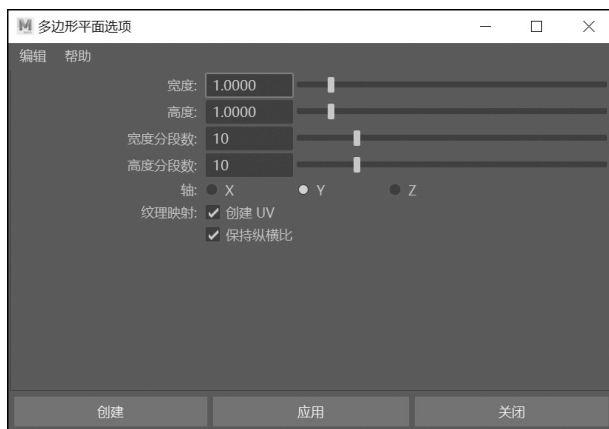 M 多边形平面选项
编辑 帮助
宽度: 1.0000
高度: 1.0000
宽度分段数: 10
高度分段数: 10
轴: X Y Z
纹理映射: 创建 UV
保持纵横比
创建 应用 关闭